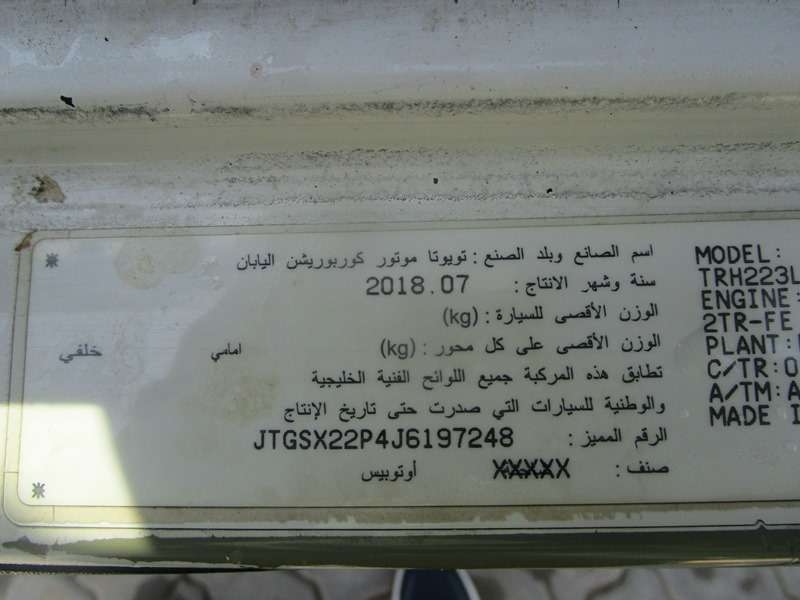 اسم الصانع وبلد الصنع : تويوتا موتور كوربوريشن اليابان
سنة وشهر الانتاج : 2018.07
الوزن الأقصى للسيارة : (kg)
الوزن الأقصى على كل محور : (kg) امامي خلفي
تطابق هذه المركبة جميع اللوائح الفنية الخليجية
والوطنية للسيارات التي صدرت حتى تاريخ الإنتاج
الرقم المميز : JTGSX22P4J6197248
صنف : XXXXX أوتوبيس
MODEL:
TRH223L
ENGINE:
2TR-FE
PLANT:
C/TR:
A/TM:A
MADE I